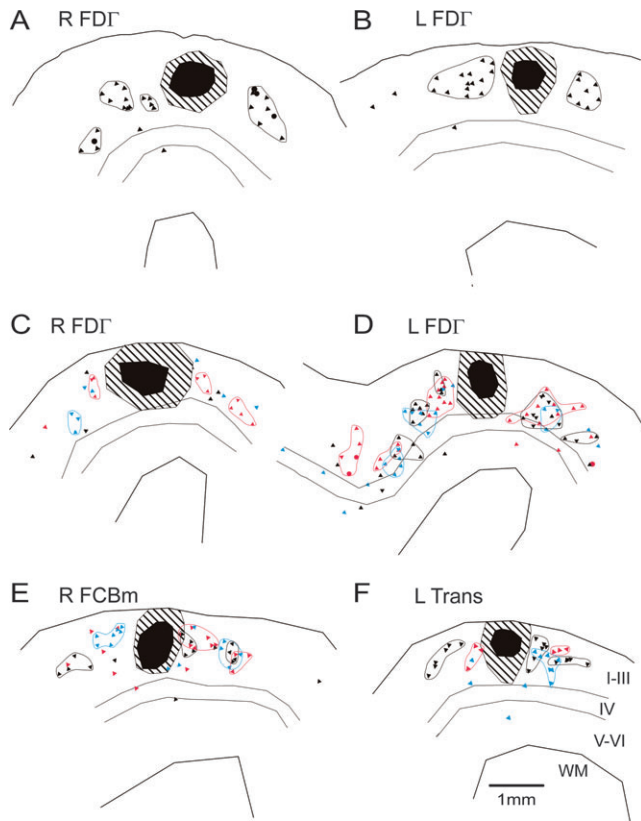 A R FDΓ
B L FDΓ
C R FDΓ
D L FDΓ
E R FCBm
F L Trans
I-III
IV
V-VI
WM
1mm